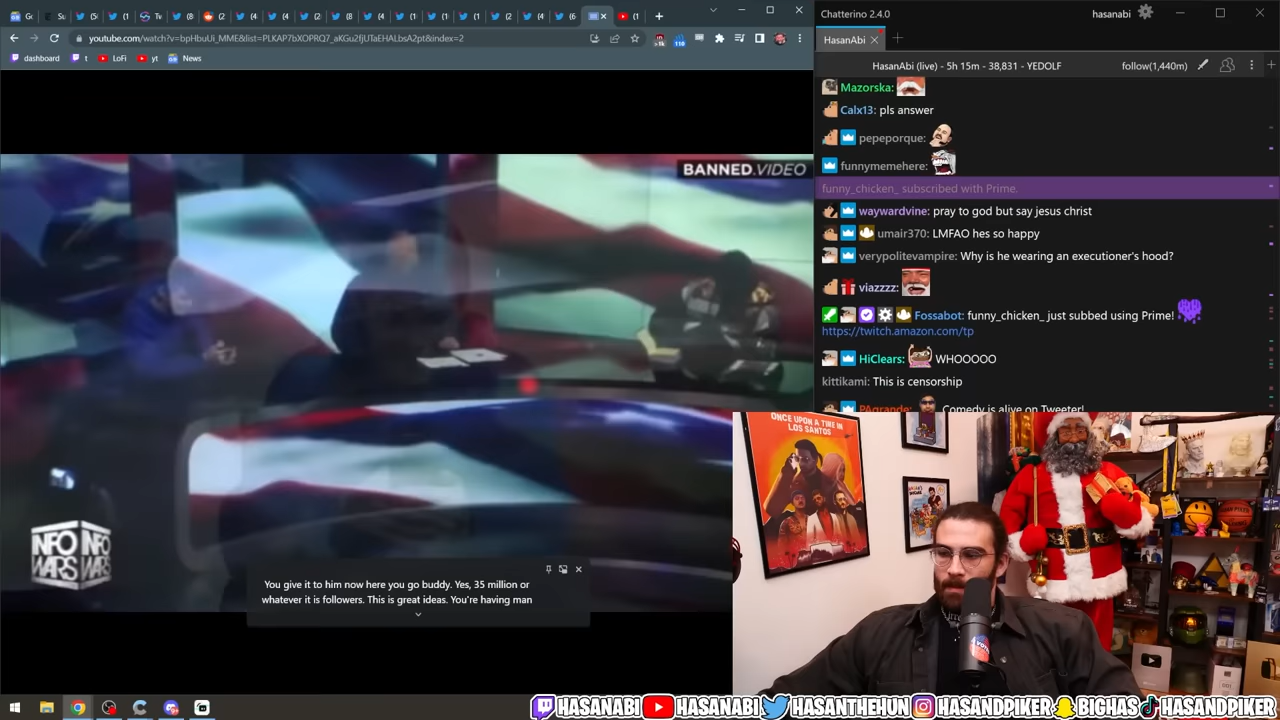 youtube.com/watch?v=bpHbuUi_MME&list=PLKAP7bXOPRQ7_aKGu2fjUTaEHALbsA2pt&index=2
dashboard
t
LoFi
yt
News
BANNED.VIDEO
INFO INFO
WARS WARS
You give it to him now here you go buddy. Yes, 35 million or
whatever it is followers. This is great ideas. You're having man
Chatterino 2.4.0
hasanabi
HasanAbi
HasanAbi (live) - 5h 15m - 38,831 - YEDOLF
follow(1,440m)
Mazorska:
Calx13: pls answer
pepeporque:
funnymemehere:
funny_chicken_ subscribed with Prime.
waywardvine: pray to god but say jesus christ
umair370: LMFAO hes so happy
verypolitevampire: Why is he wearing an executioner's hood?
viazzzz:
Fossabot: funny_chicken_ just subbed using Prime!
https://twitch.amazon.com/tp
HiClears: WHOOOOO
kittikami: This is censorship
PAgrande: Comedy is alive on Tweeter!
ONCE UPON A TIME IN
LOS SANTOS
HASANABI
HASANABI
HASANTHEHUN
HASANDPIKER
BIGHAS
HASANDPIKER